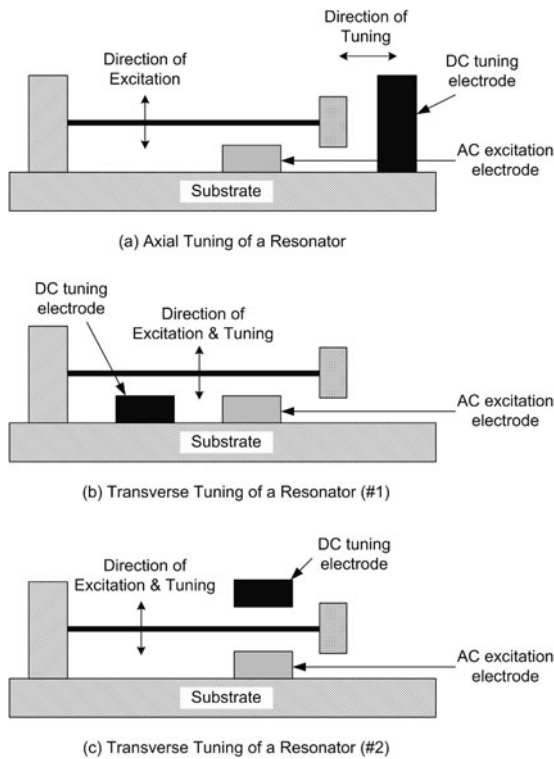 Direction of
Tuning
Direction of
Excitation
DC tuning
electrode
AC excitation
electrode
Substrate
(a) Axial Tuning of a Resonator
DC tuning
electrode
Direction of
Excitation & Tuning
AC excitation
electrode
Substrate
(b) Transverse Tuning of a Resonator (#1)
DC tuning
electrode
Direction of
Excitation & Tuning
AC excitation
electrode
Substrate
(c) Transverse Tuning of a Resonator (#2)